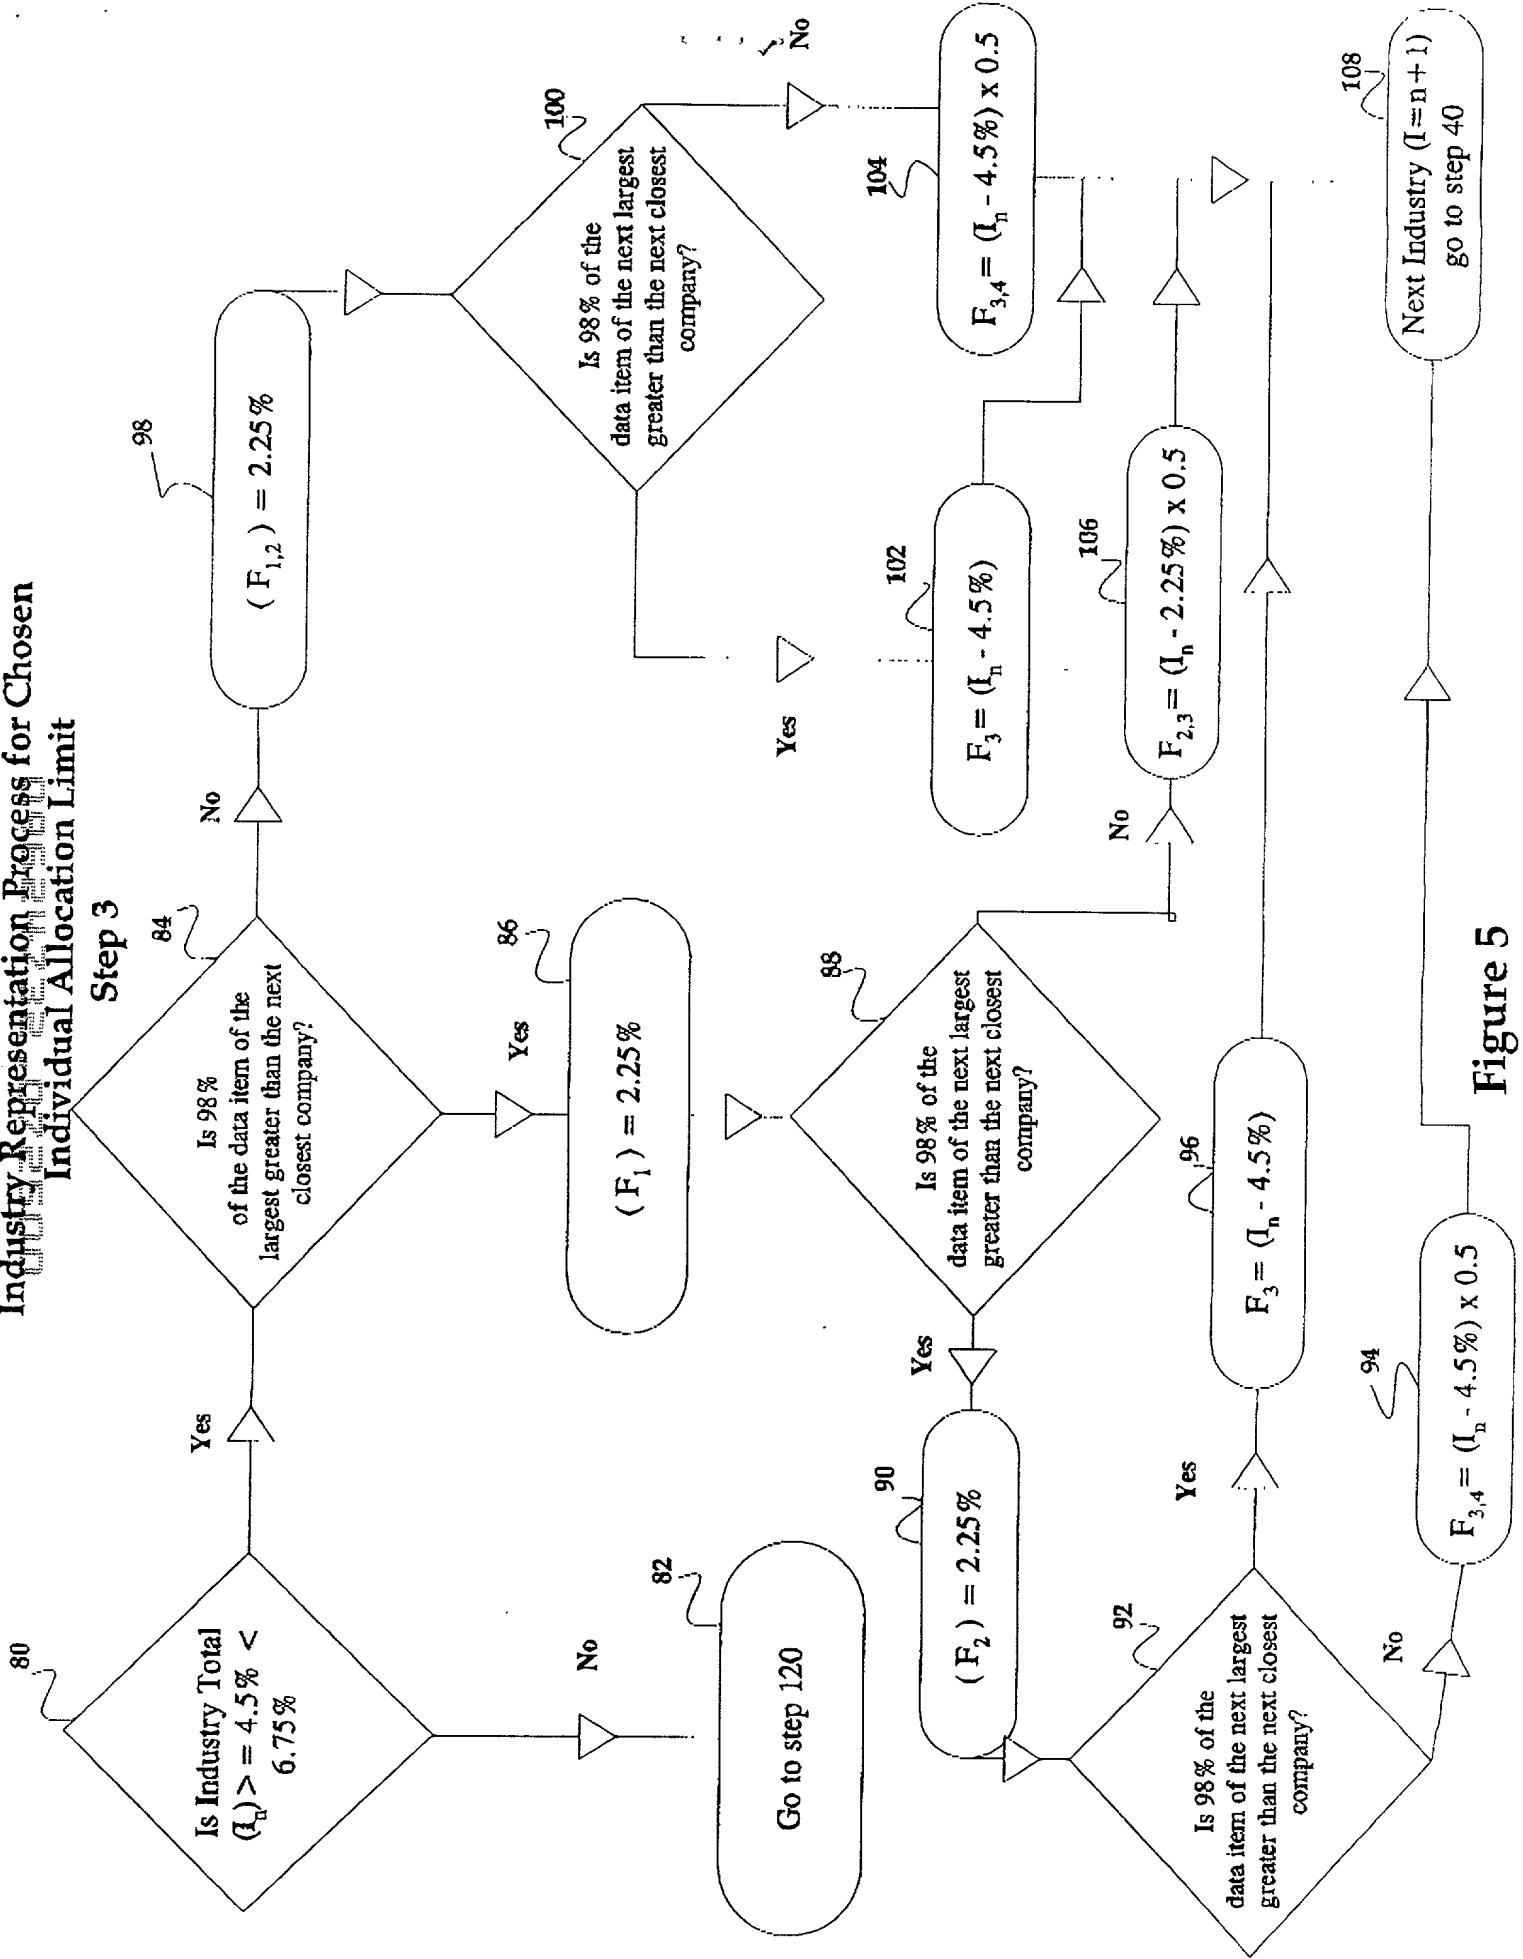 Industry Representation Process for Chosen
Individual Allocation Limit
Step 3
80
Is Industry Total
(Iₙ) > = 4.5% <
6.75%
Yes
No
82
Go to step 120
84
Is 98%
of the data item of the
largest greater than the next
closest company?
No
Yes
86
(F₁) = 2.25%
98
(F₁,₂) = 2.25%
100
Is 98% of the
data item of the next largest
greater than the next closest
company?
No
Yes
102
F₃ = (Iₙ - 4.5%)
104
F₃,₄ = (Iₙ - 4.5%) x 0.5
88
Is 98% of the
data item of the next largest
greater than the next closest
company?
Yes
No
106
F₂,₃ = (Iₙ - 2.25%) x 0.5
90
(F₂) = 2.25%
92
Is 98% of the
data item of the next largest
greater than the next closest
company?
Yes
96
F₃ = (Iₙ - 4.5%)
No
94
F₃,₄ = (Iₙ - 4.5%) x 0.5
108
Next Industry (I=n+1)
go to step 40
Figure 5